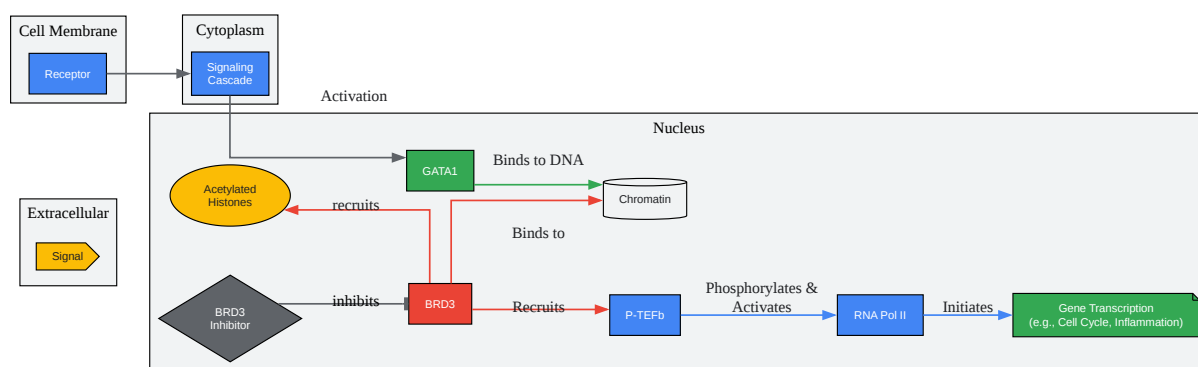 Cell Membrane
Receptor
Cytoplasm
Signaling
Cascade
Activation
Nucleus
GATA1
Binds to DNA
Acetylated
Histones
recruits
Chromatin
Binds to
Extracellular
Signal
BRD3
Inhibitor
inhibits
BRD3
Recruits
P-TEFb
Phosphorylates &
Activates
RNA Pol II
Initiates
Gene Transcription
(e.g., Cell Cycle, Inflammation)